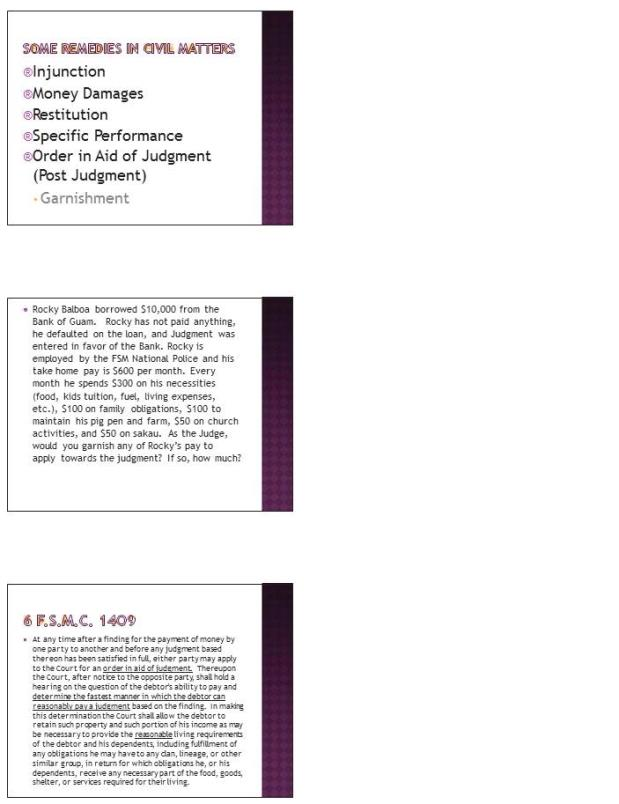 SOME REMEDIES IN CIVIL MATTERS
Injunction
Money Damages
Restitution
Specific Performance
Order in Aid of Judgment
(Post Judgment)
Garnishment
Rocky Balboa borrowed $10,000 from the
Bank of Guam. Rocky has not paid anything,
he defaulted on the loan, and Judgment was
entered in favor of the Bank. Rocky is
employed by the FSM National Police and his
take home pay is $600 per month. Every
month he spends $300 on his necessities
(food, kids tuition, fuel, living expenses,
etc.), $100 on family obligations, $100 to
maintain his pig pen and farm, $50 on church
activities, and $50 on sakau. As the Judge,
would you garnish any of Rocky's pay to
apply towards the judgment? If so, how much?
6 F.S.M.C. 1409
At any time after a finding for the payment of money by
one party to another and before any judgment based
thereon has been satisfied in full, either party may apply
to the Court for an order in aid of judgment. Thereupon
the Court, after notice to the opposite party, shall hold a
hearing on the question of the debtor's ability to pay and
determine the fastest manner in which the debtor can
reasonably pay a judgment based on the finding. In making
this determination the Court shall allow the debtor to
retain such property and such portion of his income as may
be necessary to provide the reasonable living requirements
of the debtor and his dependents, including fulfillment of
any obligations he may have to any clan, lineage, or other
similar group, in return for which obligations he, or his
dependents, receive any necessary part of the food, goods,
shelter, or services required for their living.